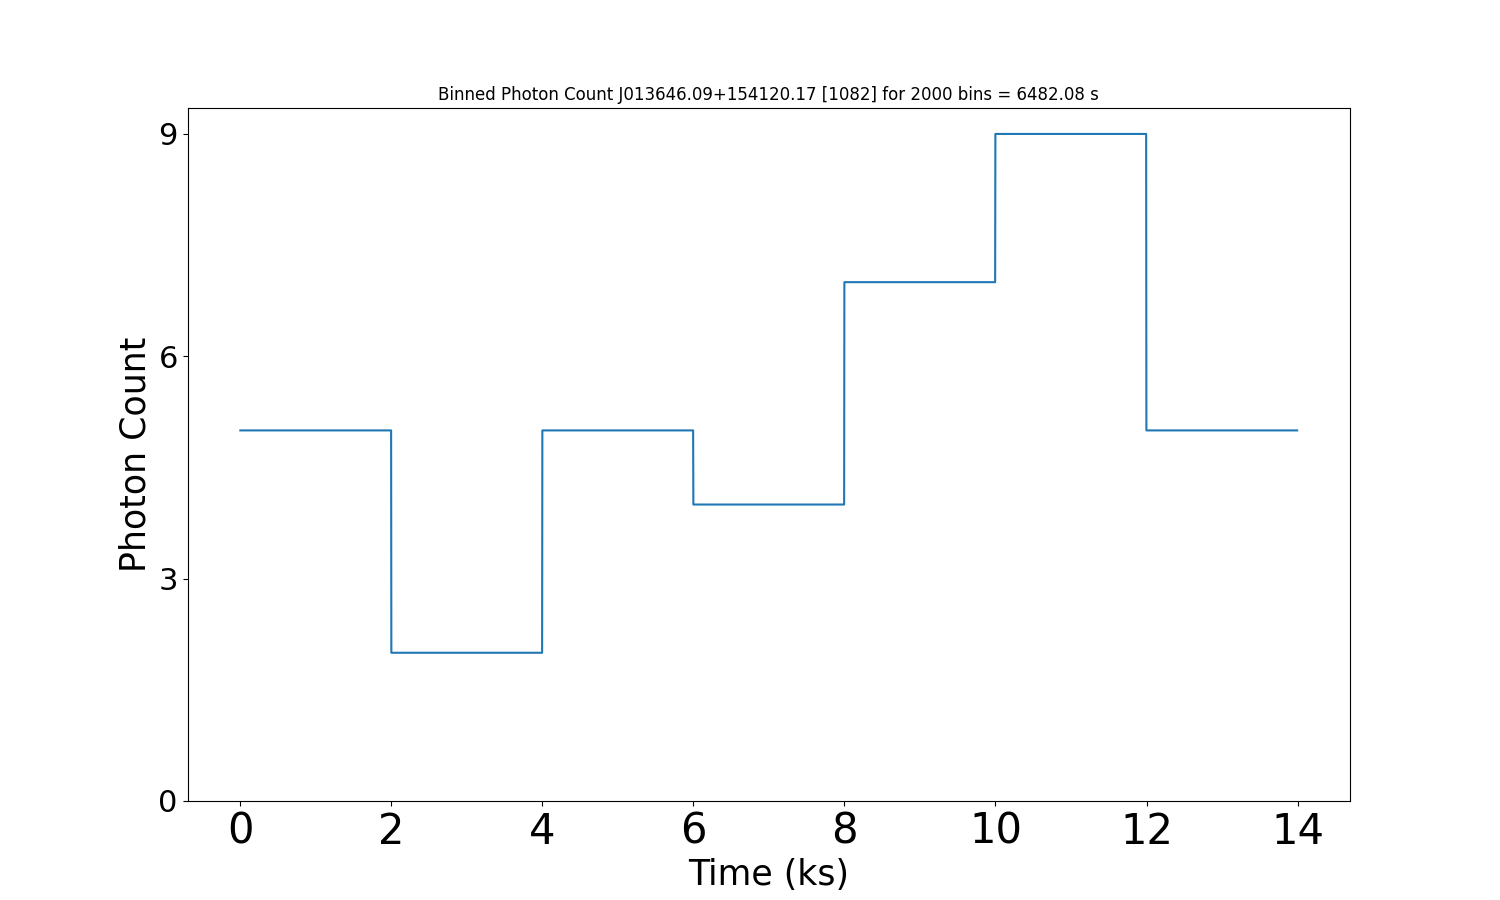 Binned Photon Count J013646.09+154120.17 [1082] for 2000 bins = 6482.08 s
9
6
3
0
Photon Count
0 2 4 6 8 10 12 14
Time (ks)